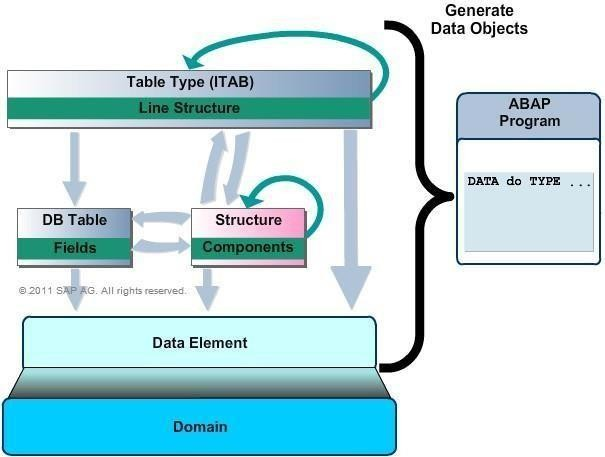 Generate
Data Objects
Table Type (ITAB)
Line Structure
ABAP
Program
DATA do TYPE ...
DB Table
Fields
Structure
Components
© 2011 SAP AG. All rights reserved.
Data Element
Domain